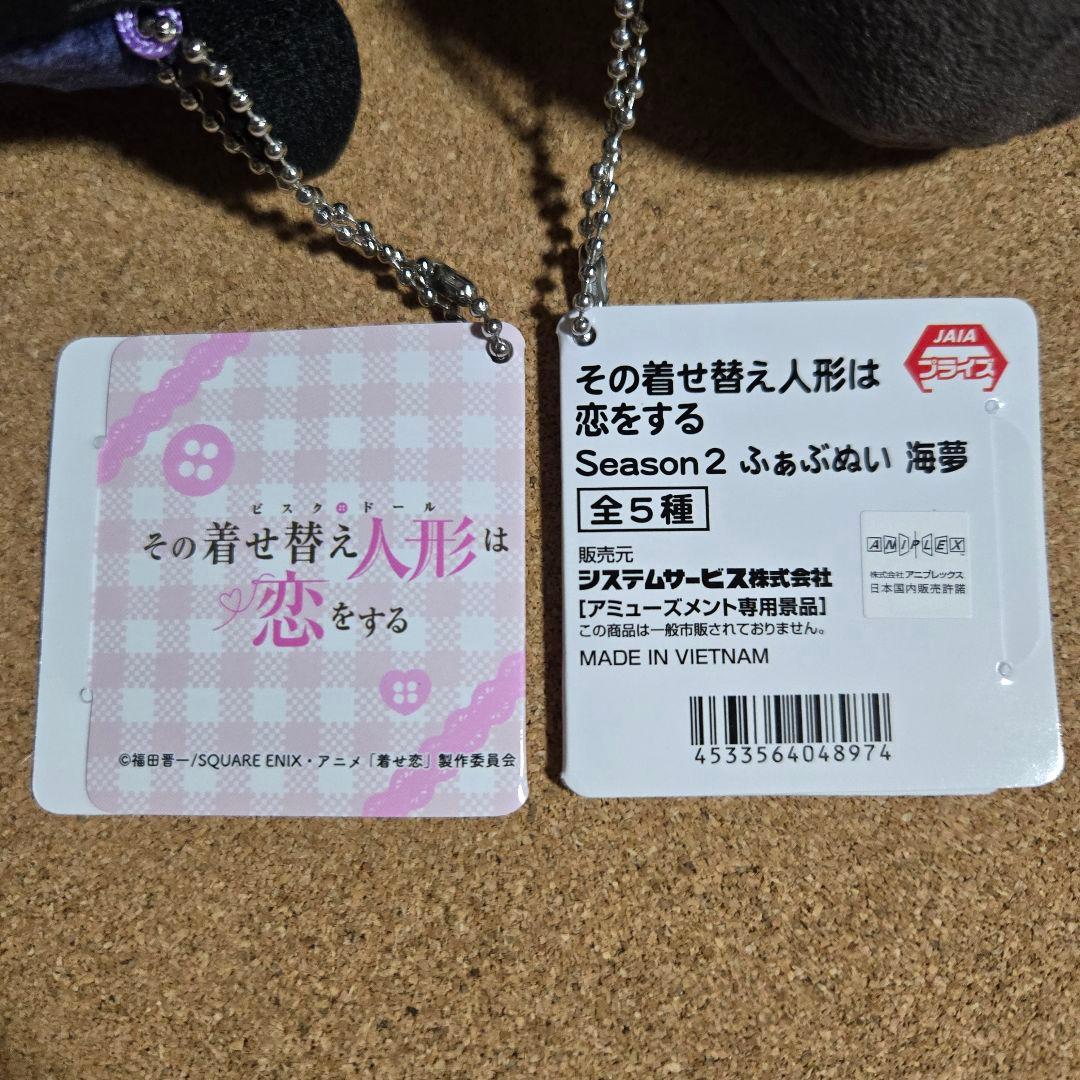 ビスク・ドール
その着せ替え人形は
恋をする
©福田晋一/SQUARE ENIX・アニメ「着せ恋」製作委員会
JAIA
プライズ
その着せ替え人形は
恋をする
Season2 ふぁぶぬい 海夢
全5種
販売元
システムサービス株式会社
[アミューズメント専用景品]
この商品は一般市販されておりません。
MADE IN VIETNAM
ANIPLEX
株式会社 アニプレックス
日本国内販売許諾
4533564048974